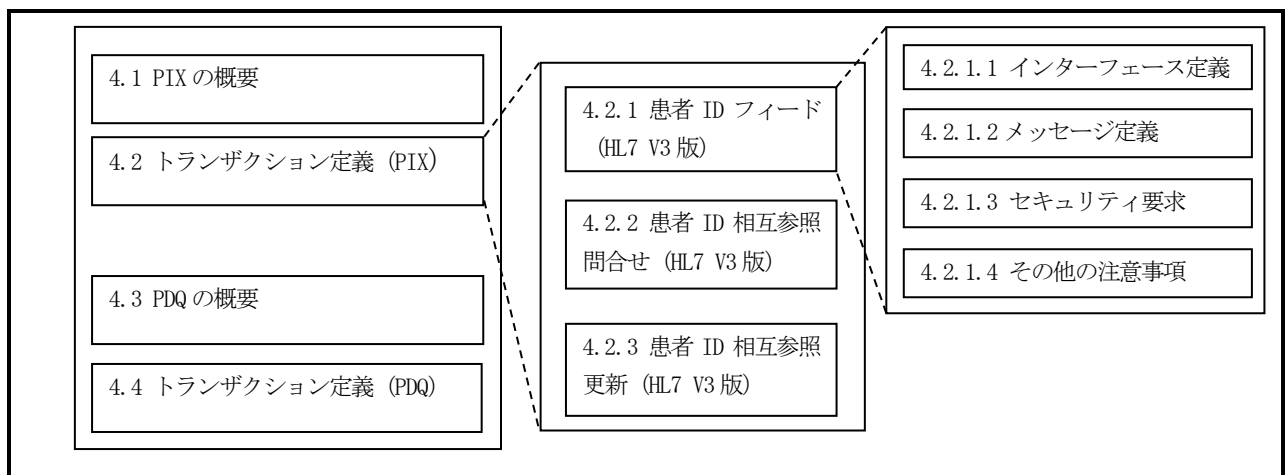 4.1 PIX の概要
4.2 トランザクション定義 (PIX)
4.3 PDQ の概要
4.4 トランザクション定義 (PDQ)
4.2.1 患者 ID フィード
(HL7 V3 版)
4.2.2 患者 ID 相互参照
問合せ (HL7 V3 版)
4.2.3 患者 ID 相互参照
更新 (HL7 V3 版)
4.2.1.1 インターフェース定義
4.2.1.2 メッセージ定義
4.2.1.3 セキュリティ要求
4.2.1.4 その他の注意事項